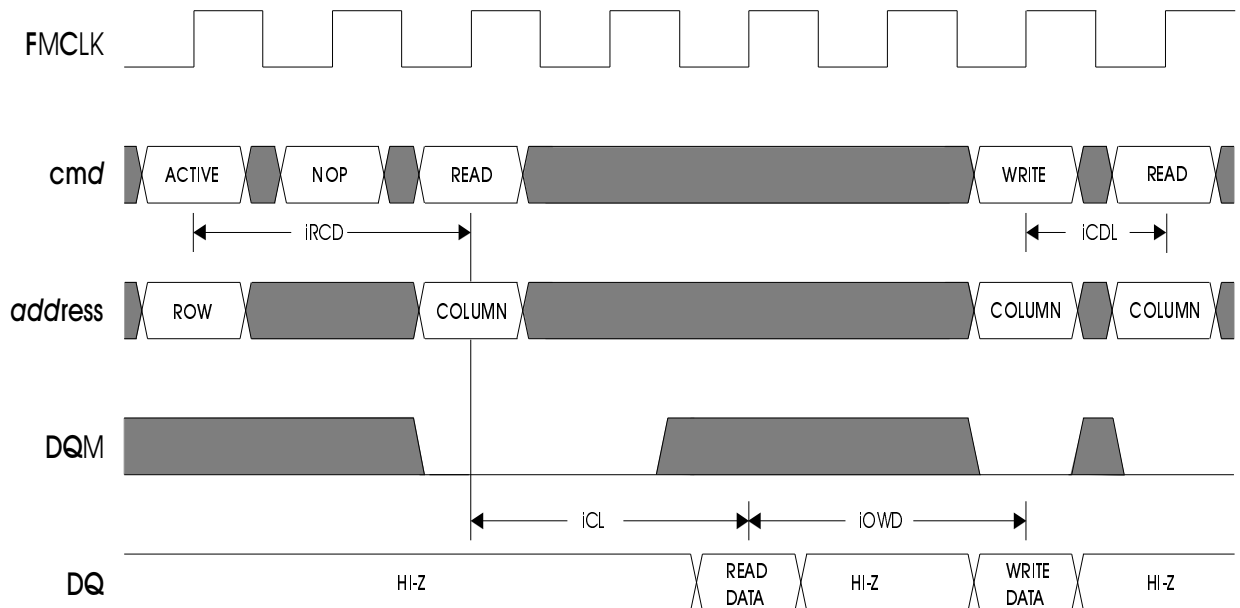 FMCLK
cmd
ACTIVE NOP READ WRITE READ
iRCD iCDL
address
ROW COLUMN COLUMN COLUMN
DQM
iCL iOWD
DQ
HI-Z READ DATA HI-Z WRITE DATA HI-Z